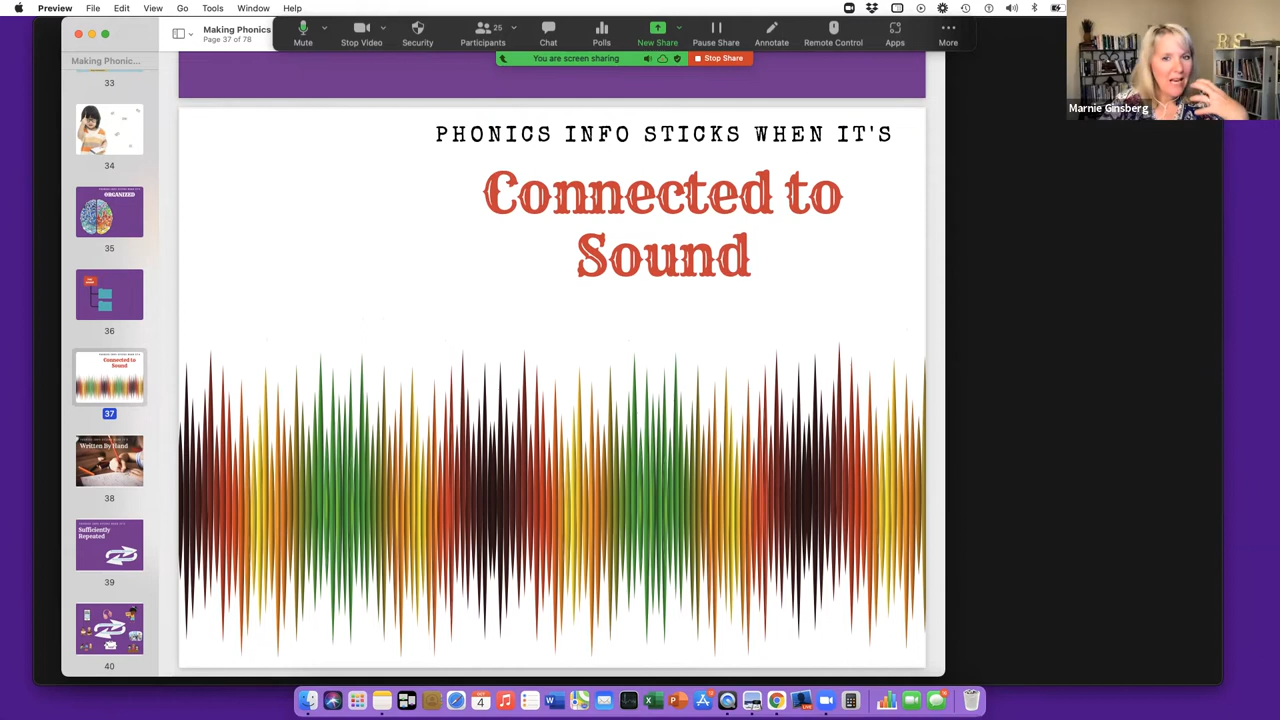 Preview File Edit View Go Tools Window Help
Making Phonics
Page 37 of 78
Mute
Stop Video
Security
25
Participants
Chat
Polls
New Share
Pause Share
Annotate
Remote Control
Apps
More
You are screen sharing
Stop Share
Marnie Ginsberg
Making Phonic...
33
34
ORGANIZED
35
36
Connected to
Sound
37
Written By Hand
38
Sufficiently
Repeated
39
40
PHONICS INFO STICKS WHEN IT'S
Connected to
Sound
OCT
4